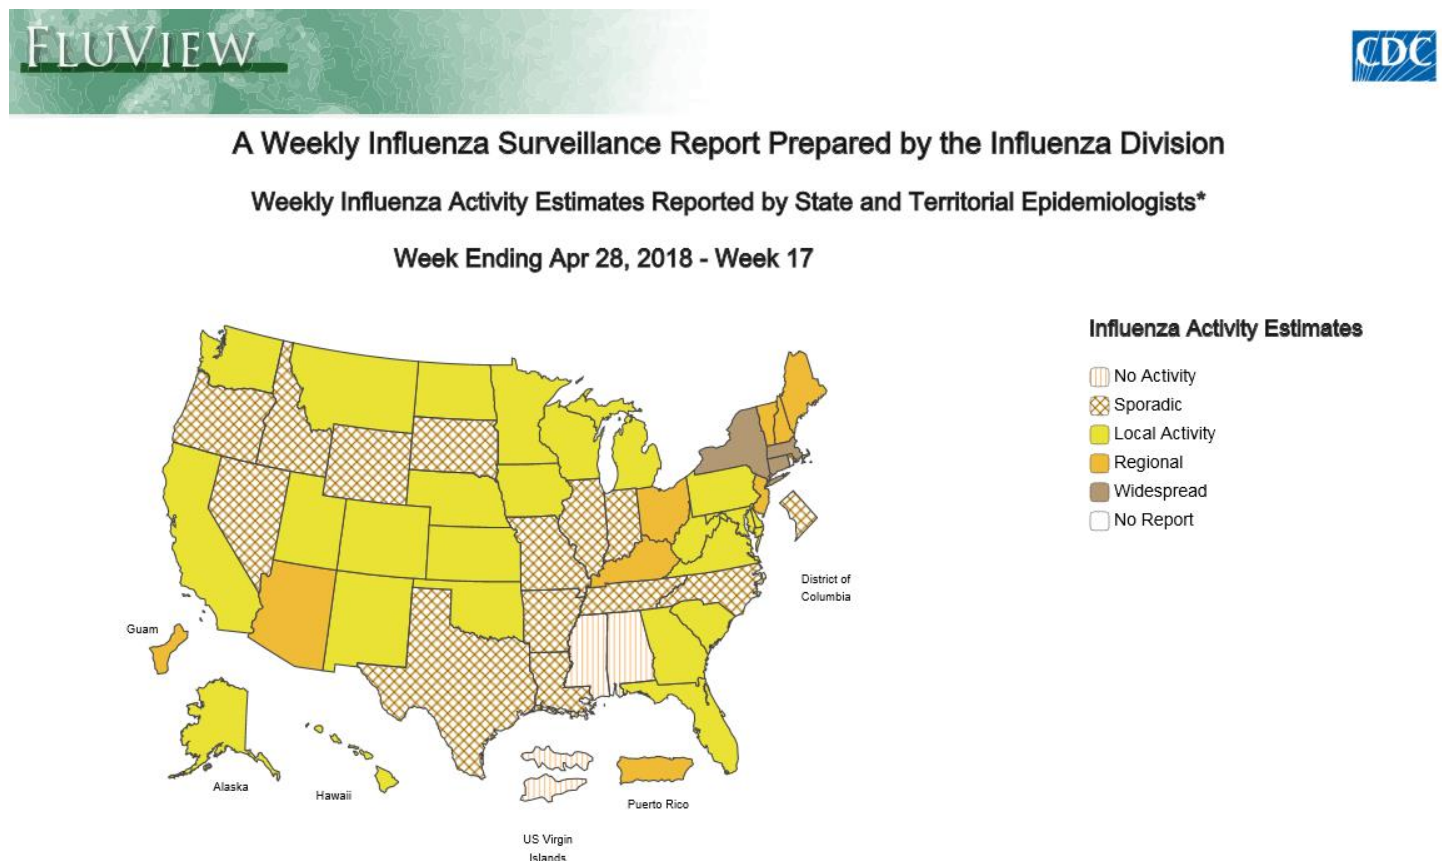 FLUVIEW
CDC
A Weekly Influenza Surveillance Report Prepared by the Influenza Division
Weekly Influenza Activity Estimates Reported by State and Territorial Epidemiologists*
Week Ending Apr 28, 2018 - Week 17
Influenza Activity Estimates
No Activity
Sporadic
Local Activity
Regional
Widespread
No Report
District of
Columbia
Guam
Alaska
Hawaii
Puerto Rico
US Virgin
Islands